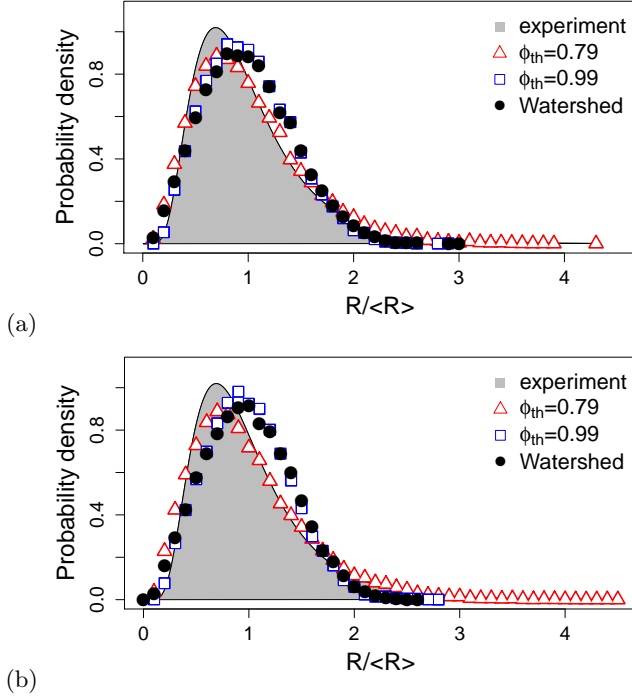 experiment
ϕth=0.79
ϕth=0.99
Watershed
Probability density
0.0
0.4
0.8
0 1 2 3 4
R/<R>
(a)
experiment
ϕth=0.79
ϕth=0.99
Watershed
Probability density
0.0
0.4
0.8
0 1 2 3 4
R/<R>
(b)